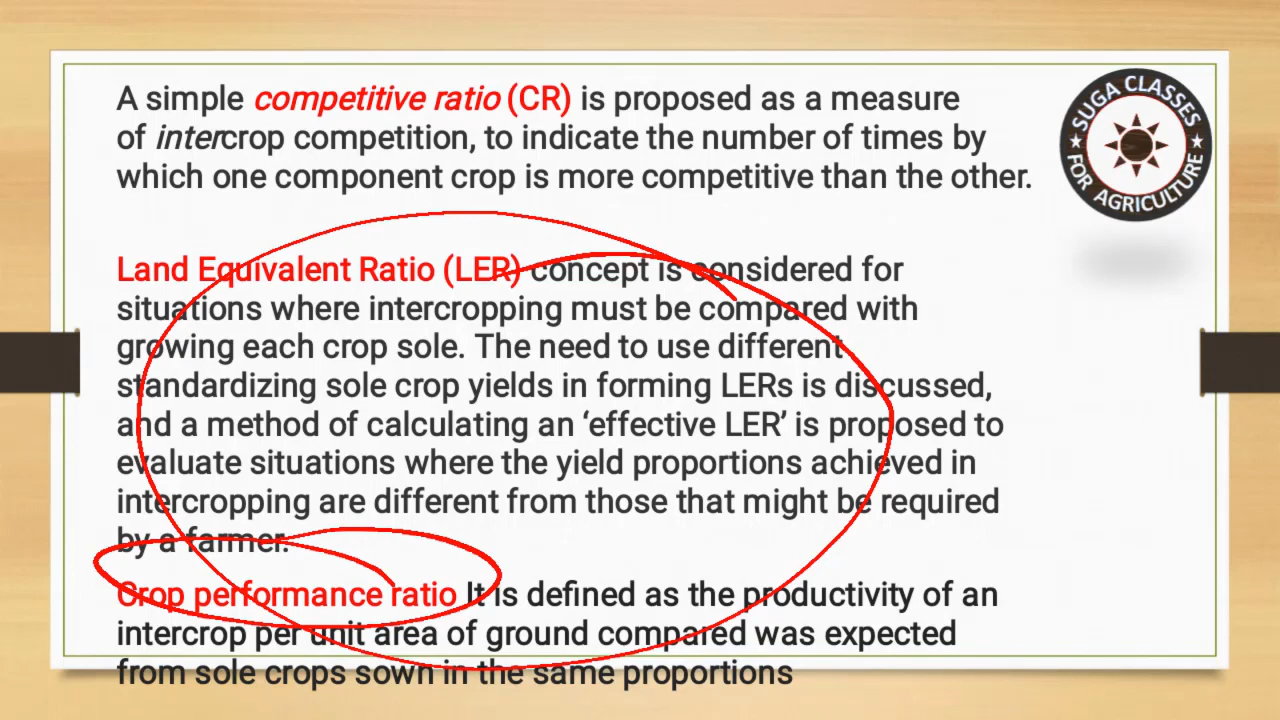 A simple competitive ratio (CR) is proposed as a measure
of intercrop competition, to indicate the number of times by
which one component crop is more competitive than the other.
SUGA CLASSES
FOR AGRICULTURE
Land Equivalent Ratio (LER) concept is considered for
situations where intercropping must be compared with
growing each crop sole. The need to use different
standardizing sole crop yields in forming LERs is discussed,
and a method of calculating an ‘effective LER’ is proposed to
evaluate situations where the yield proportions achieved in
intercropping are different from those that might be required
by a farmer.
Crop performance ratio It is defined as the productivity of an
intercrop per unit area of ground compared was expected
from sole crops sown in the same proportions